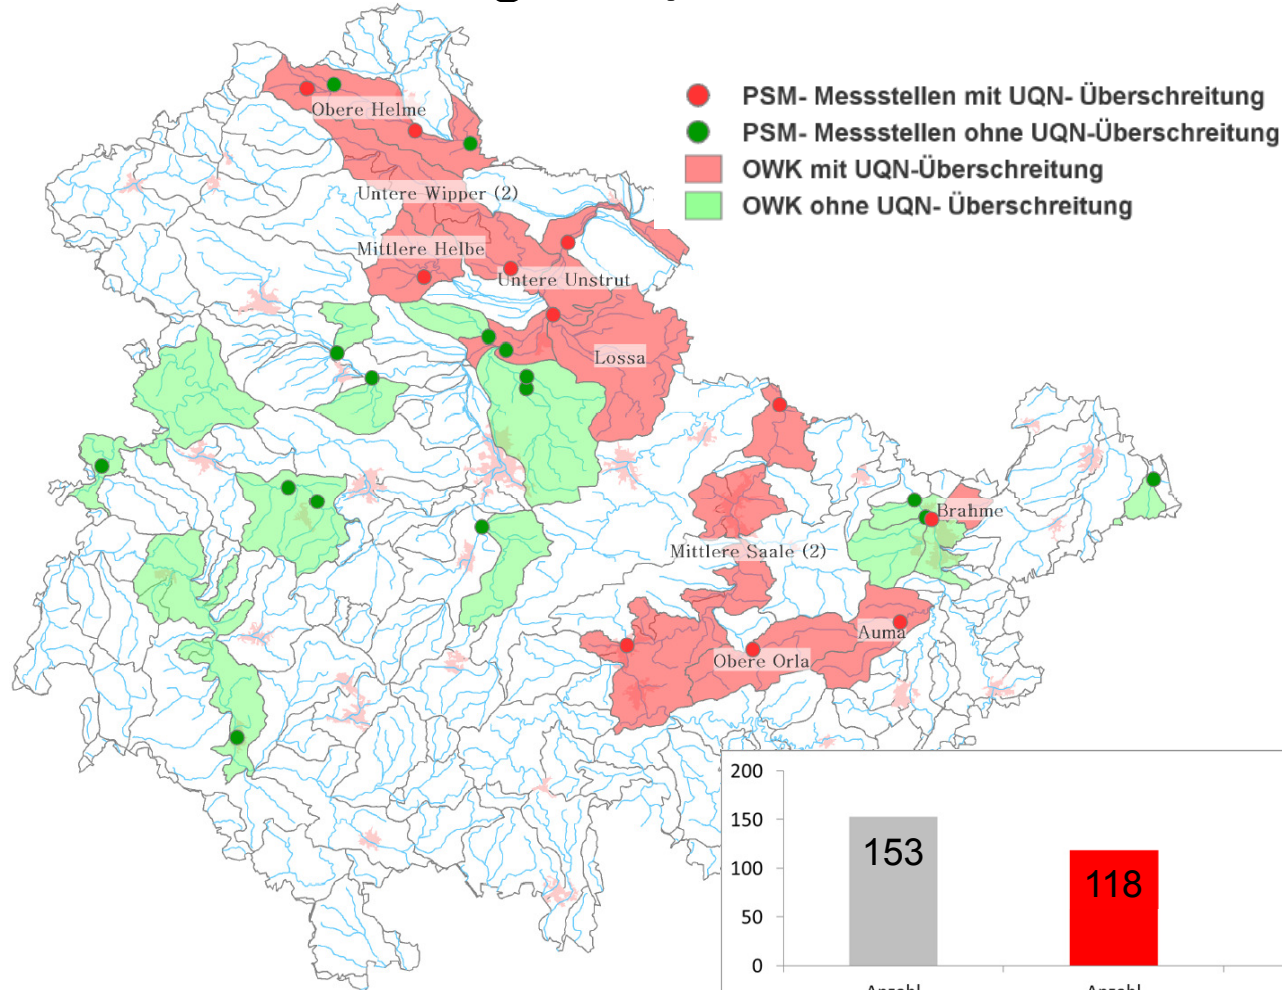 PSM- Messstellen mit UQN- Überschreitung
PSM- Messstellen ohne UQN-Überschreitung
OWK mit UQN-Überschreitung
OWK ohne UQN- Überschreitung
Obere Helme
Untere Wipper (2)
Mittlere Helbe
Untere Unstrut
Lossa
Brahme
Mittlere Saale (2)
Auma
Obere Orla
200
150
100
50
0
153
118